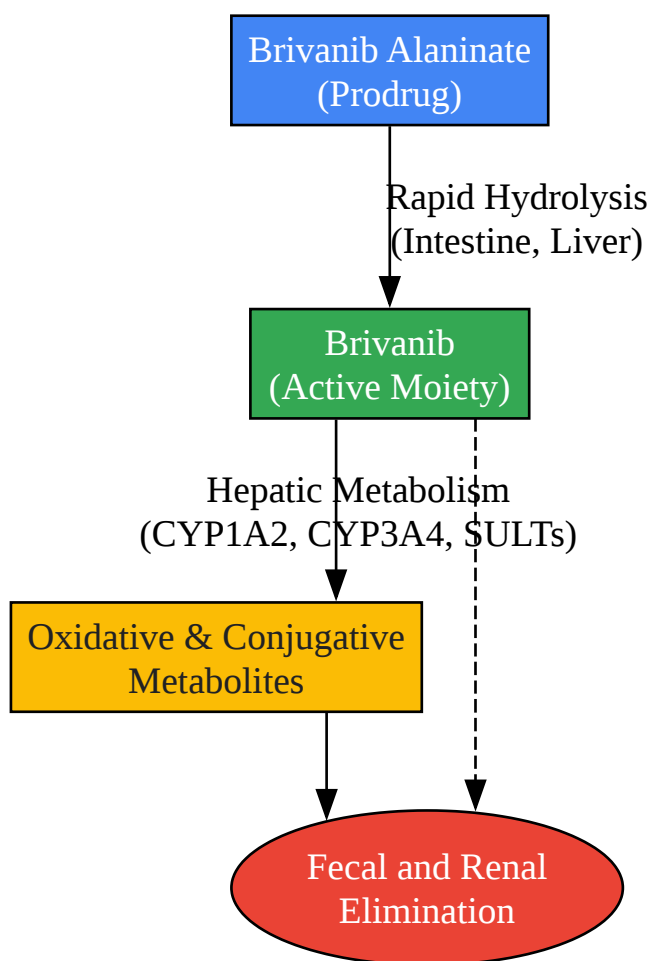 Brivanib Alaninate
(Prodrug)
Rapid Hydrolysis
(Intestine, Liver)
Brivanib
(Active Moiety)
Hepatic Metabolism
(CYP1A2, CYP3A4, SULTs)
Oxidative & Conjugative
Metabolites
Fecal and Renal
Elimination